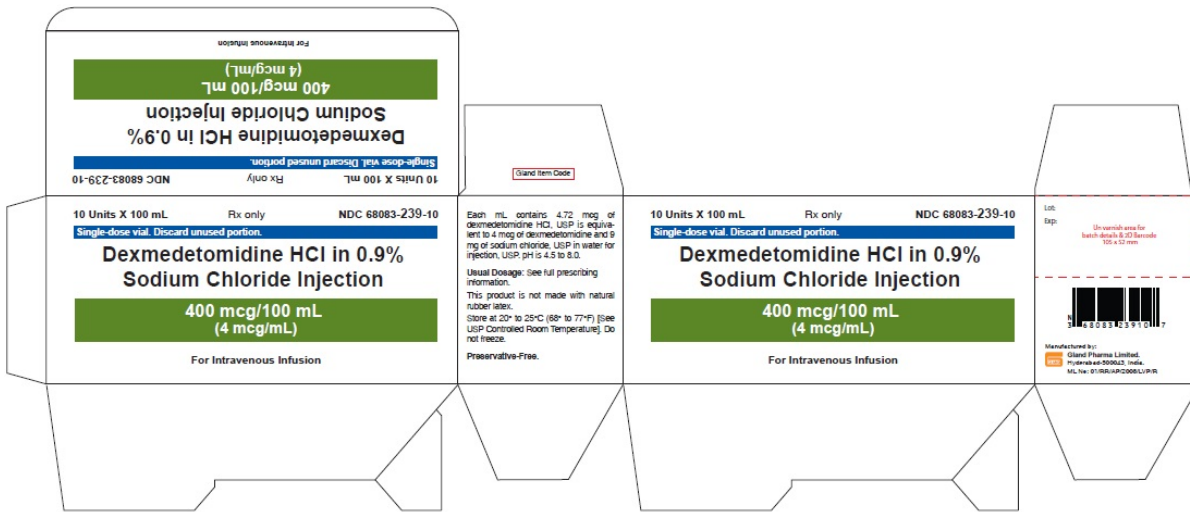 For Intravenous Infusion
400 mcg/100 mL
(4 mcg/mL)
Dexmedetomidine HCl in 0.9%
Sodium Chloride Injection
Single-dose vial. Discard unused portion.
10 Units X 100 mL Rx only NDC 68083-239-10
Gland Item Code
10 Units X 100 mL Rx only NDC 68083-239-10
Single-dose vial. Discard unused portion.
Dexmedetomidine HCl in 0.9%
Sodium Chloride Injection
400 mcg/100 mL
(4 mcg/mL)
For Intravenous Infusion
Each mL contains 4.72 mcg of
dexmedetomidine HCl, USP is equiva-
lent to 4 mcg of dexmedetomidine and 9
mg of sodium chloride, USP in water for
injection, USP. pH is 4.5 to 8.0.
Usual Dosage: See full prescribing
information.
This product is not made with natural
rubber latex.
Store at 20° to 25°C (68° to 77°F) [See
USP Controlled Room Temperature]. Do
not freeze.
Preservative-Free.
10 Units X 100 mL Rx only NDC 68083-239-10
Single-dose vial. Discard unused portion.
Dexmedetomidine HCl in 0.9%
Sodium Chloride Injection
400 mcg/100 mL
(4 mcg/mL)
For Intravenous Infusion
Lot:
Exp:
Un-varnish area for
batch details & 2D Barcode
105 x 52 mm
N
3 68083 23910 7
Manufactured by:
Gland Pharma Limited.
Hyderabad-500043, India.
ML No: 01/RR/AP/2008/LVP/R